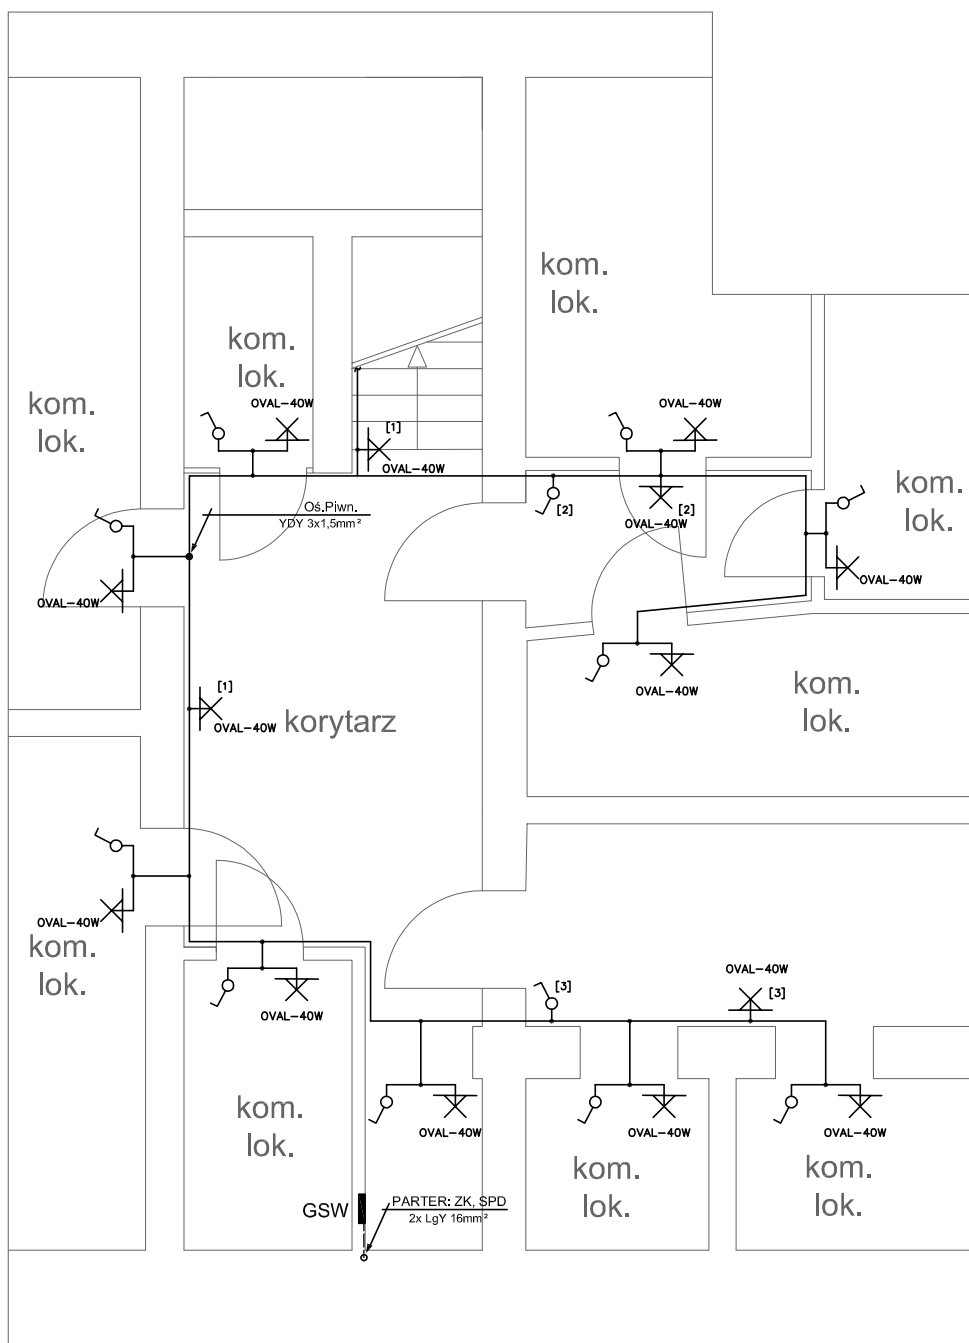 kom.
lok.
kom.
lok.
OVAL-40W
OVAL-40W
kom.
lok.
[1]
OVAL-40W
kom.
lok.
Oś.Piwn.
YDY 3x1,5mm²
[2]
[2]
OVAL-40W
OVAL-40W
OVAL-40W
OVAL-40W
[1]
OVAL-40W
korytarz
kom.
lok.
OVAL-40W
kom.
lok.
OVAL-40W
OVAL-40W
[3]
[3]
OVAL-40W
OVAL-40W
OVAL-40W
kom.
lok.
kom.
lok.
kom.
lok.
GSW
PARTER: ZK, SPD
2x LgY 16mm²